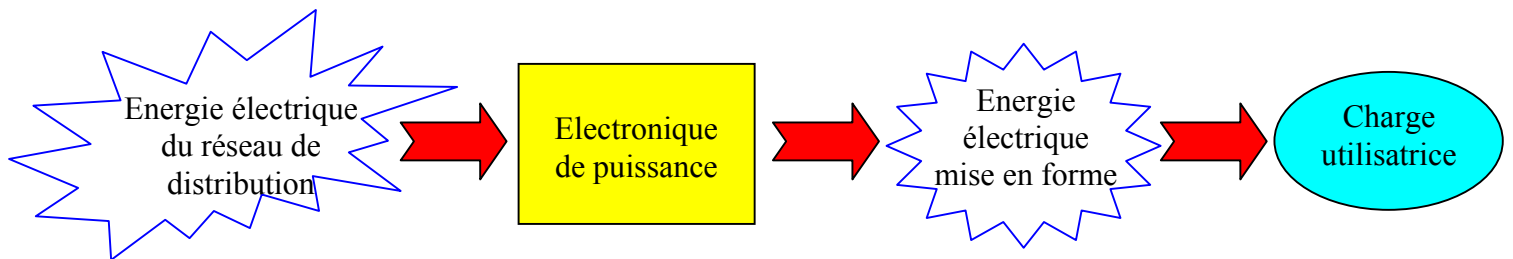 Energie électrique
du réseau de
distribution
Electronique
de puissance
Energie
électrique
mise en forme
Charge
utilisatrice